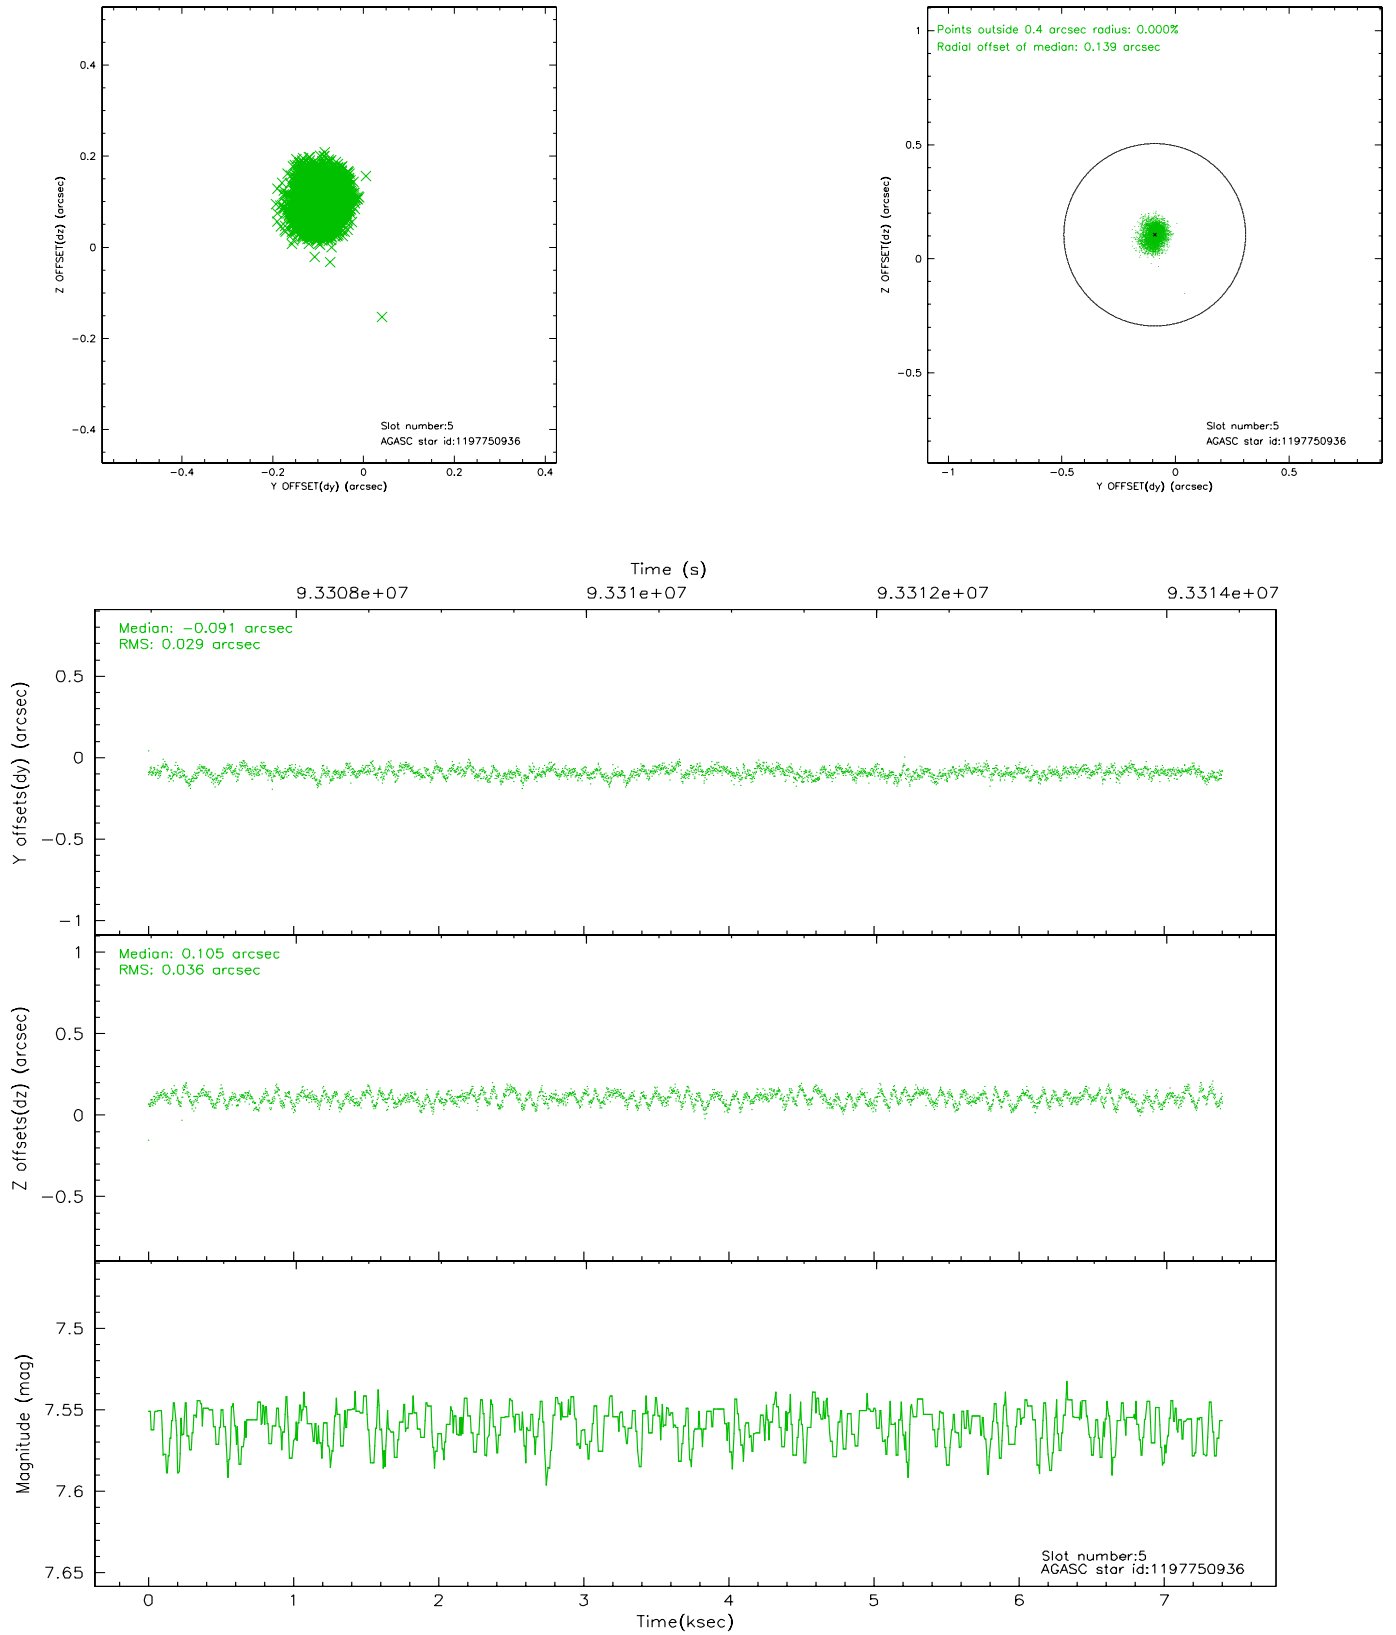 0.4
0.2
0
−0.2
−0.4
Z OFFSET(dz) (arcsec)
Slot number:5
AGASC star id:1197750936
−0.4 −0.2 0 0.2 0.4
Y OFFSET(dy) (arcsec)
Points outside 0.4 arcsec radius: 0.000%
Radial offset of median: 0.139 arcsec
1
0.5
0
−0.5
Z OFFSET(dz) (arcsec)
Slot number:5
AGASC star id:1197750936
−1 −0.5 0 0.5
Y OFFSET(dy) (arcsec)
Time (s)
9.3308e+07 9.331e+07 9.3312e+07 9.3314e+07
Median: −0.091 arcsec
RMS: 0.029 arcsec
0.5
0
−0.5
−1
Y offsets(dy) (arcsec)
Median: 0.105 arcsec
RMS: 0.036 arcsec
1
0.5
0
−0.5
Z offsets(dz) (arcsec)
7.5
7.55
7.6
7.65
Magnitude (mag)
Slot number:5
AGASC star id:1197750936
0 1 2 3 4 5 6 7
Time(ksec)